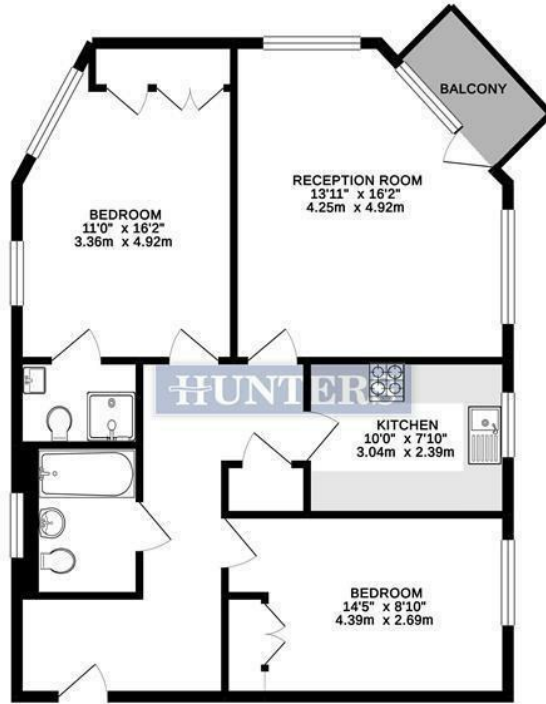 BALCONY
RECEPTION ROOM
13'11" x 16'2"
4.25m x 4.92m
BEDROOM
11'0" x 16'2"
3.36m x 4.92m
HUNTERS
KITCHEN
10'0" x 7'10"
3.04m x 2.39m
BEDROOM
14'5" x 8'10"
4.39m x 2.69m